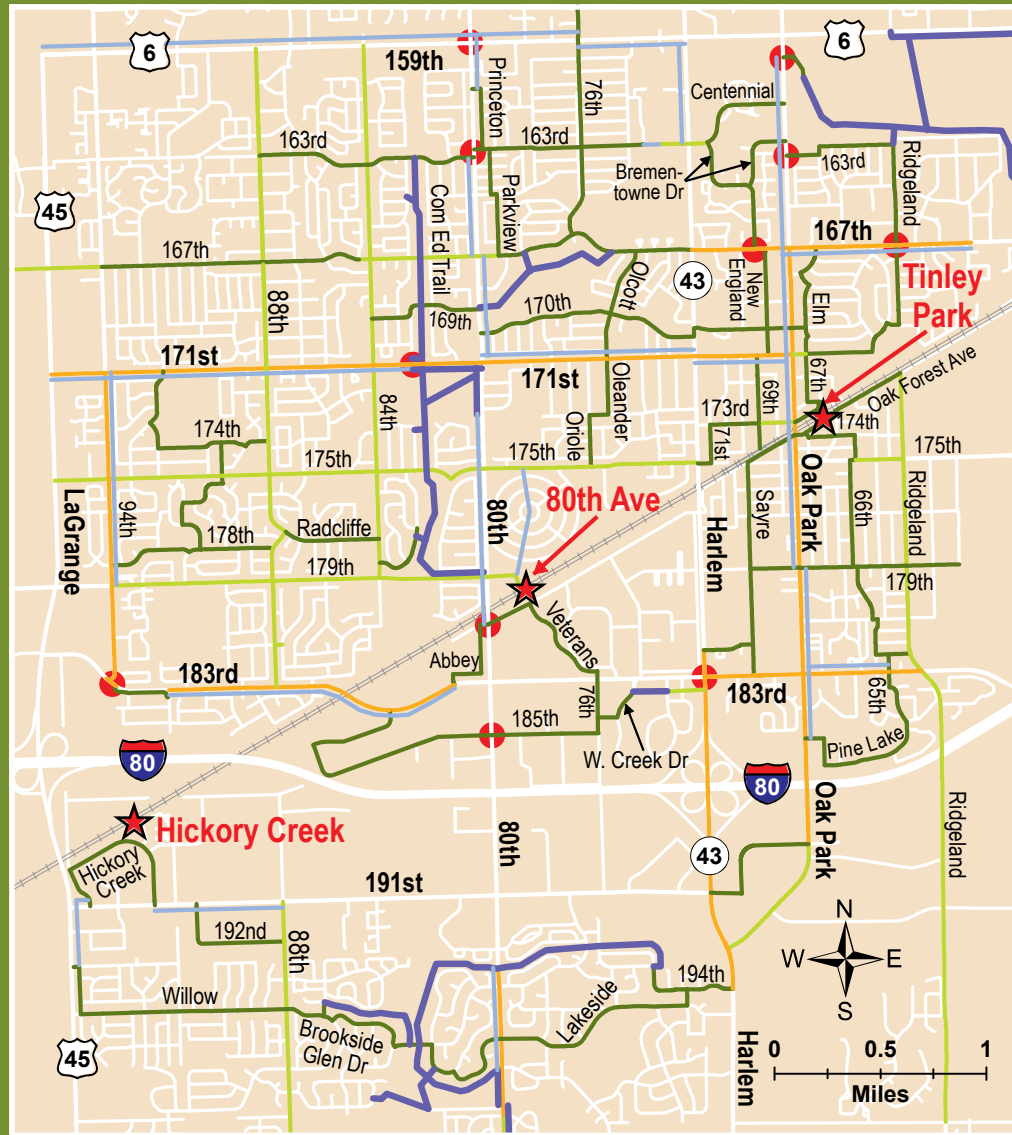 6
6
159th
Princeton
76th
Centennial
163rd
163rd
Bremen-
towne Dr
163rd
Ridgeland
45
Com Ed Trail
Parkview
167th
167th
88th
Olcott
43
New
England
Elm
Tinley
Park
169th
170th
171st
171st
Oleander
67th
Oak Forest Ave
84th
69th
173rd
174th
174th
71st
Oriole
175th
175th
LaGrange
94th
80th
80th Ave
Harlem
Sayre
Oak Park
66th
Ridgeland
178th
Radcliffe
179th
179th
Veterans
Abbey
183rd
183rd
76th
65th
185th
W. Creek Dr
Pine Lake
80
80
Oak Park
Ridgeland
Hickory Creek
80th
43
Hickory
Creek
191st
192nd
88th
N
W
E
S
194th
Willow
Lakeside
Brookside
Glen Dr
45
Harlem
0 0.5 1
Miles